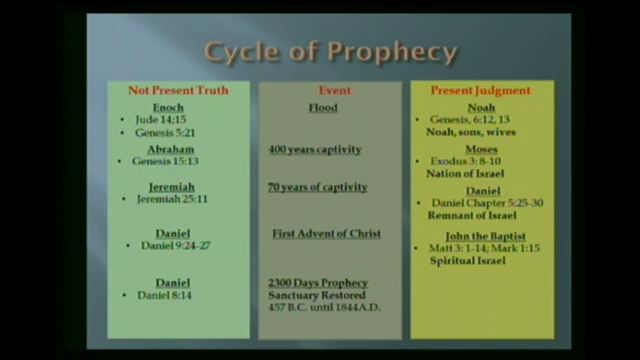 Cycle of Prophecy
Not Present Truth
Enoch
• Jude 14;15
• Genesis 5:21
Abraham
• Genesis 15:13
Jeremiah
• Jeremiah 25:11
Daniel
• Daniel 9:24-27
Daniel
• Daniel 8:14
Event
Flood
400 years captivity
70 years of captivity
First Advent of Christ
2300 Days Prophecy
Sanctuary Restored
457 B.C. until 1844A.D.
Present Judgment
Noah
• Genesis, 6:12, 13
Noah, sons, wives
Moses
• Exodus 3: 8-10
Nation of Israel
Daniel
• Daniel Chapter 5:25-30
Remnant of Israel
John the Baptist
• Matt 3: 1-14; Mark 1:15
Spiritual Israel